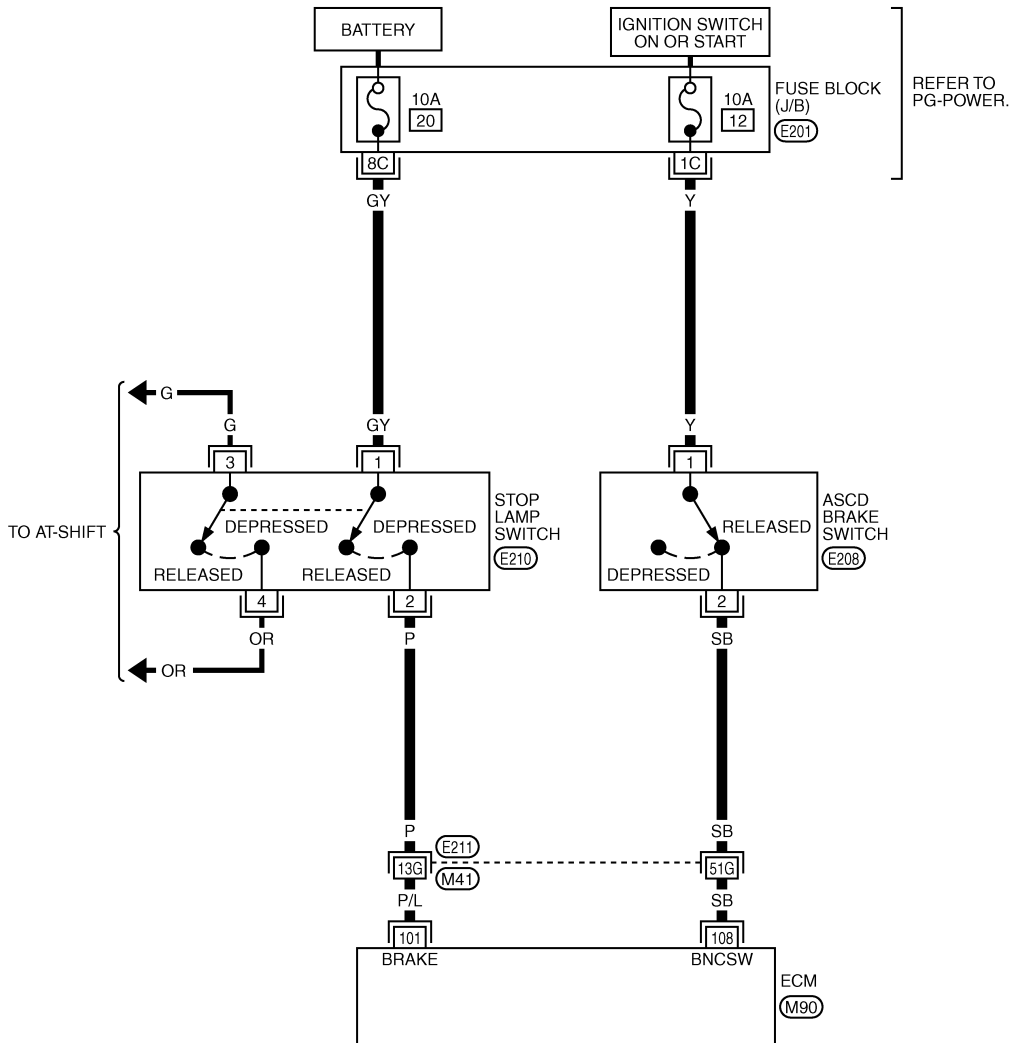 BATTERY
IGNITION SWITCH
ON OR START
REFER TO
PG-POWER.
10A
20
10A
12
FUSE BLOCK
(J/B)
E201
8C
1C
GY
Y
G
G
GY
Y
3
1
1
TO AT-SHIFT
DEPRESSED
DEPRESSED
RELEASED
RELEASED
STOP
LAMP
SWITCH
E210
RELEASED
DEPRESSED
ASCD
BRAKE
SWITCH
E208
4
2
2
OR
P
SB
OR
P
SB
E211
13G
51G
M41
P/L
SB
101
108
BRAKE
BNCSW
ECM
M90